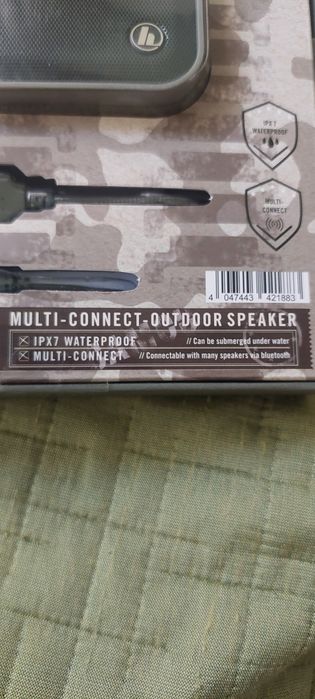 h
IPX7
WATERPROOF
MULTI-
CONNECT
4 047443 421883
MULTI-CONNECT-OUTDOOR SPEAKER
IPX7 WATERPROOF // Can be submerged under water
MULTI-CONNECT // Connectable with many speakers via bluetooth